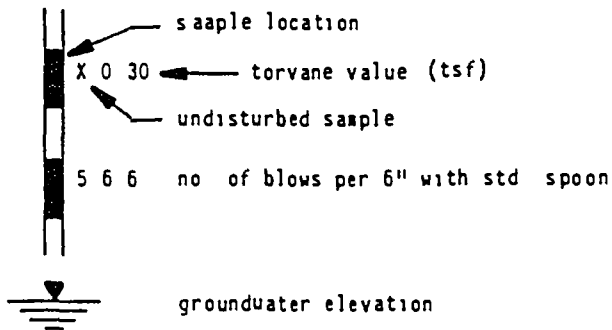 saaple location
X 0 30 torvane value (tsf)
undisturbed sample
5 6 6 no of blows per 6" with std spoon
groundwater elevation